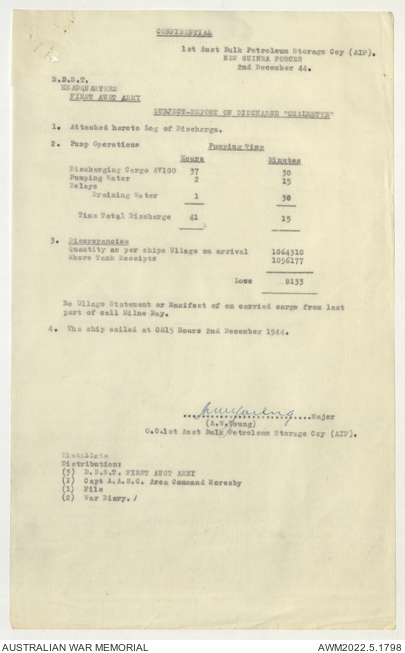 CONFIDENTIAL
1st Aust Bulk Petroleum Storage Coy (AIF).
NEW GUINEA FORCES
2nd December 44.
D.D.S.T.
HEADQUARTERS
FIRST AUST ARMY
SUBJECT-REPORT OF DISCHARGE
1. Attached hereto Log of Discharge.
2. Pump Operations Pumping Time
Hours Minutes
Discharging Cargo AV100 37 30
Pumping Water 2 15
Delays
Draining Water 1 30
Time Total Discharge 41 15
3. Discrepancies
Quantity as per ships Ullage on arrival 1064310
Shore Tank Receipts 1056177
Loss 8133
No Ullage Statement or Manifest of on carried cargo from last
port of call Milne Bay.
4. The ship sailed at 0815 Hours 2nd December 1944.
Major
(A.W.Young)
O.C.1st Aust Bulk Petroleum Storage Coy (AIF).
Distribution:
D.D.S.T. FIRST AUST ARMY
Capt A.A.S.C. Area Command Moresby
(1) File
(2) War Diary.
AUSTRALIAN WAR MEMORIAL AWM2022.5.1798